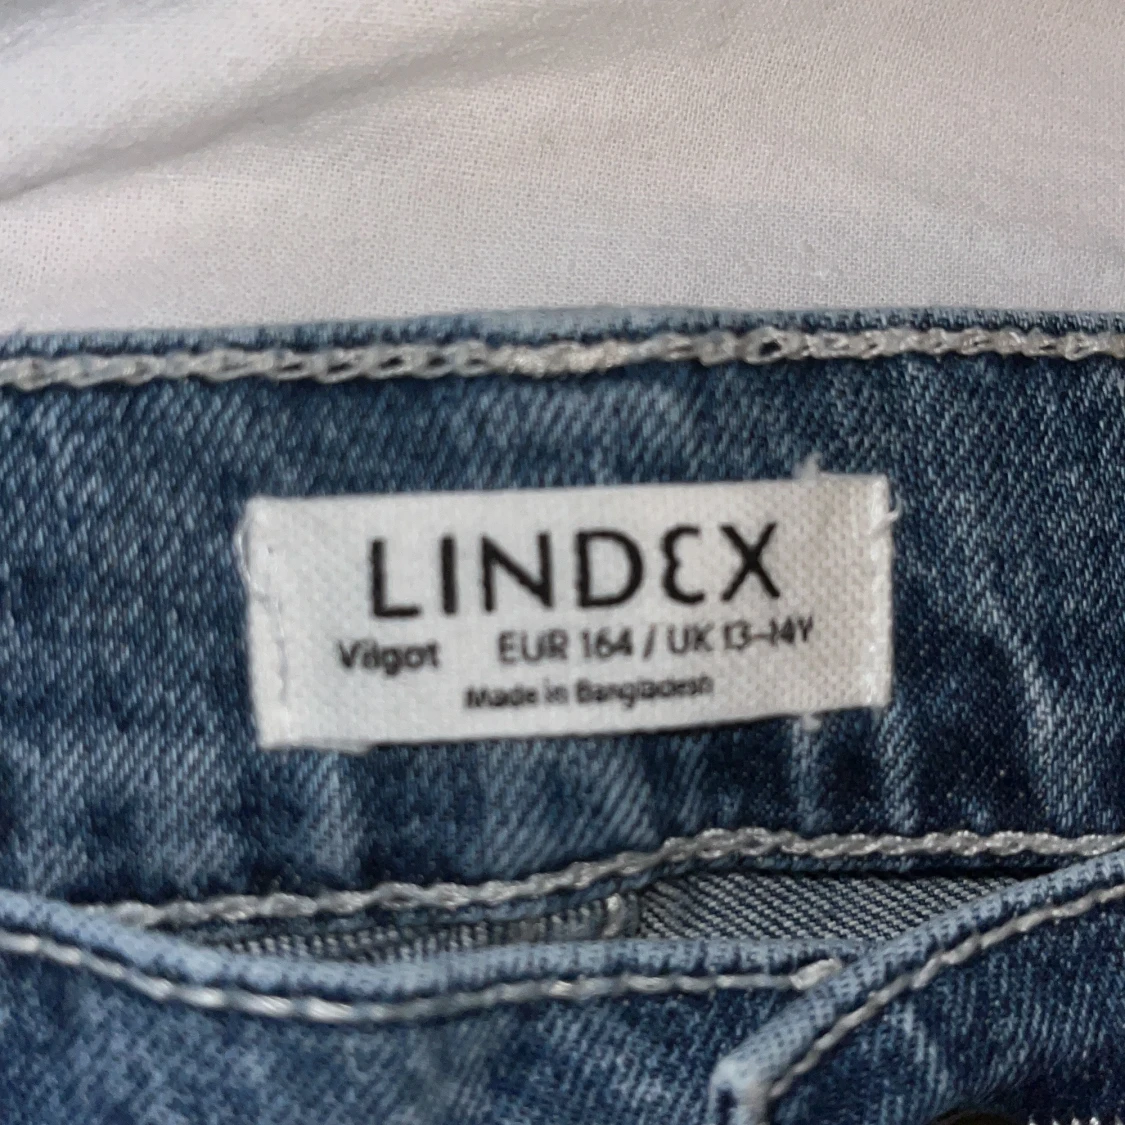 LINDEX
Vilgot EUR 164 / UK 13-14Y
Made in Bangladesh